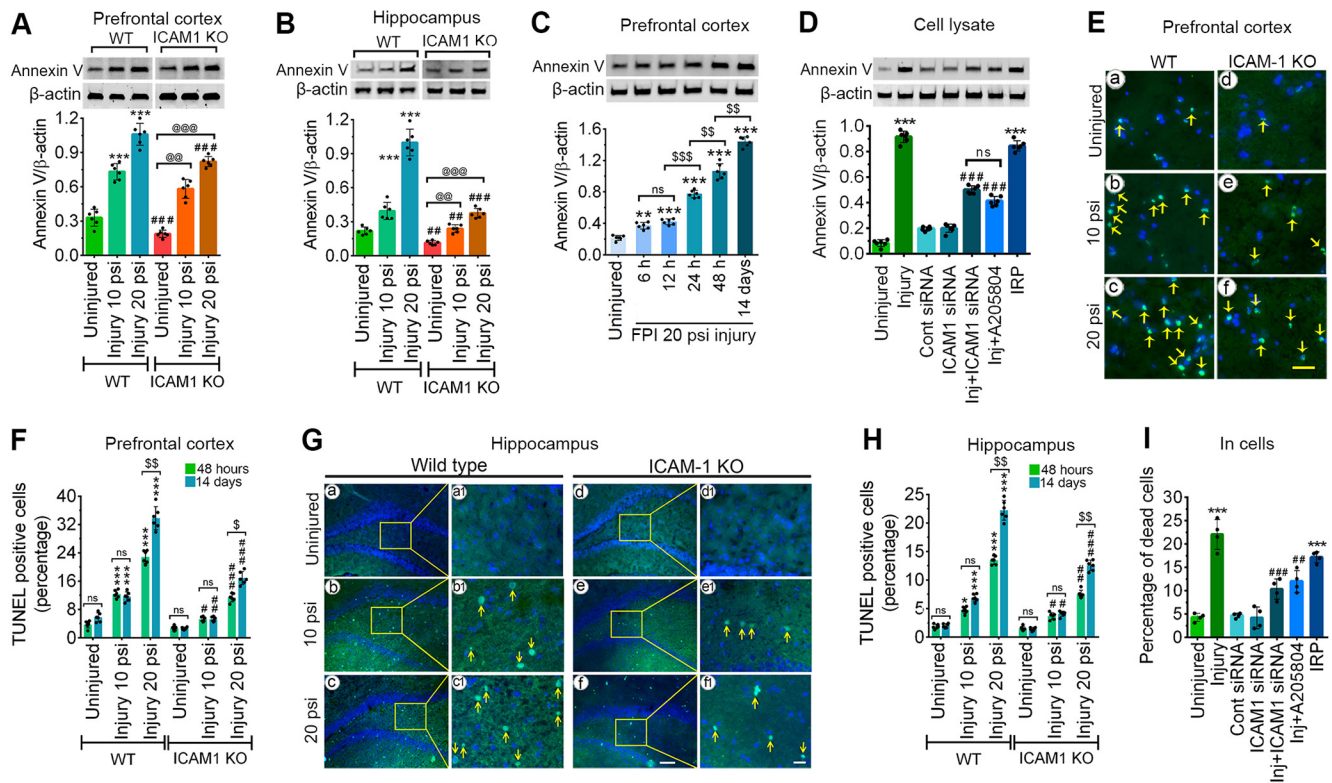 A Prefrontal cortex
WT ICAM1 KO
Annexin V
β-actin
Annexin V/β-actin
1.2
0.9
0.6
0.3
0.0
*** *** ### @@ @@@ ###
Uninjured
Injury 10 psi
Injury 20 psi
Uninjured
Injury 10 psi
Injury 20 psi
WT ICAM1 KO
B Hippocampus
WT ICAM1 KO
Annexin V
β-actin
Annexin V/β-actin
1.2
0.9
0.6
0.3
0.0
*** *** ## @@ ## @@@ ###
Uninjured
Injury 10 psi
Injury 20 psi
Uninjured
Injury 10 psi
Injury 20 psi
WT ICAM1 KO
C Prefrontal cortex
Annexin V
β-actin
Annexin V/β-actin
1.6
1.2
0.8
0.4
0.0
** ns *** $$$ *** $$ *** $$ ***
Uninjured
6 h
12 h
24 h
48 h
14 days
FPI 20 psi injury
D Cell lysate
Annexin V
β-actin
Annexin V/β-actin
1.0
0.8
0.6
0.4
0.2
0.0
*** ### ns ### ***
Uninjured
Injury
Cont siRNA
ICAM1 siRNA
Inj+ICAM1 siRNA
Inj+A205804
IRP
E Prefrontal cortex
WT ICAM-1 KO
Uninjured
a d
10 psi
b e
20 psi
c f
F Prefrontal cortex
48 hours
14 days
TUNEL positive cells
(percentage)
40
32
24
16
8
0
ns *** ns *** *** $$ *** ns # ns ## ### $ ###
Uninjured
Injury 10 psi
Injury 20 psi
Uninjured
Injury 10 psi
Injury 20 psi
WT ICAM1 KO
G Hippocampus
Wild type ICAM-1 KO
Uninjured
a a1 d d1
10 psi
b b1 e e1
20 psi
c c1 f f1
H Hippocampus
48 hours
14 days
TUNEL positive cells
(percentage)
25
20
15
10
5
0
ns * ns *** *** $$ *** ns # ns # ## $$ ###
Uninjured
Injury 10 psi
Injury 20 psi
Uninjured
Injury 10 psi
Injury 20 psi
WT ICAM1 KO
I In cells
Percentage of dead cells
40
30
25
20
15
10
5
0
*** ### ## ***
Uninjured
Injury
Cont siRNA
ICAM1 siRNA
Inj+ICAM1 siRNA
Inj+A205804
IRP